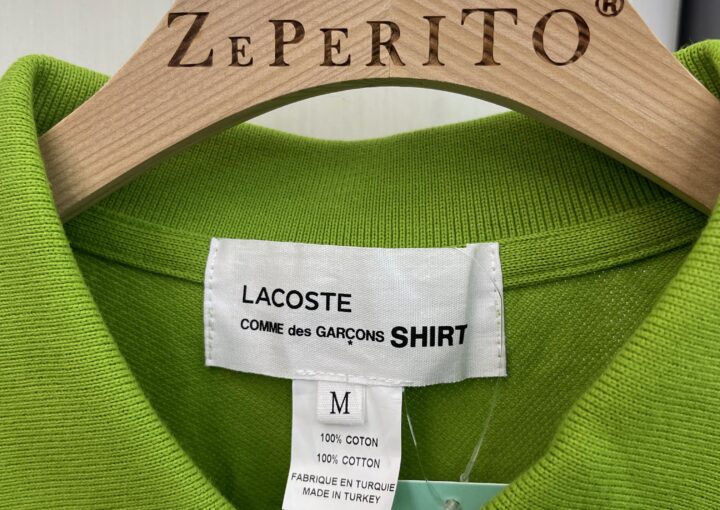 ZEPERITO®
LACOSTE
COMME des GARÇONS SHIRT
M
100% COTON
100% COTTON
FABRIQUE EN TURQUIE
MADE IN TURKEY